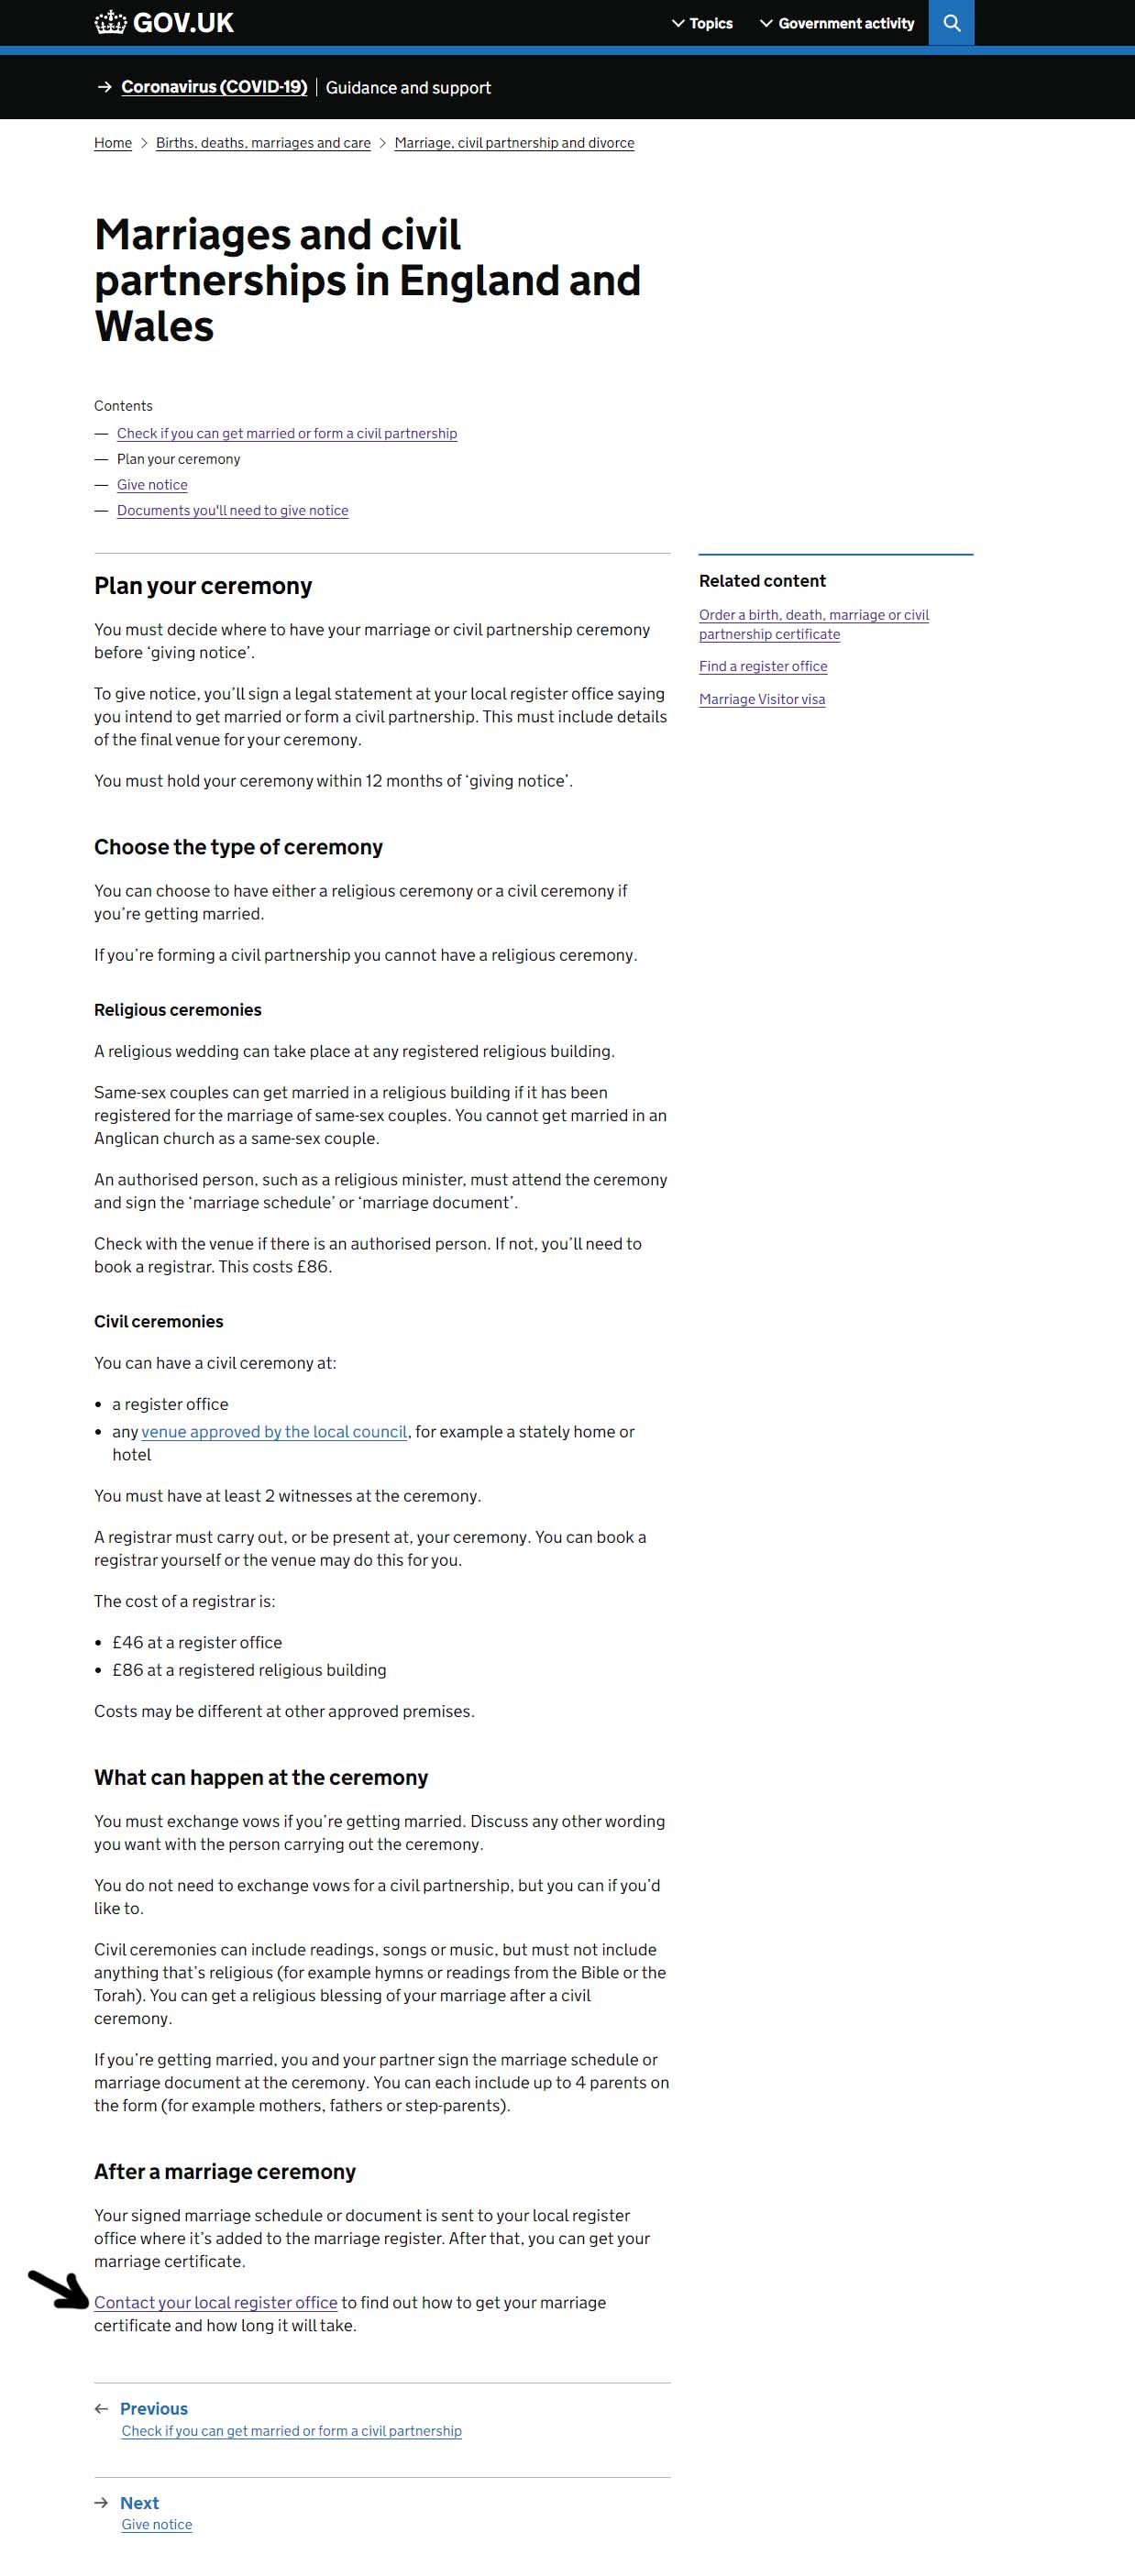 GOV.UK
Topics
Government activity
Coronavirus (COVID-19) | Guidance and support
Home > Births, deaths, marriages and care > Marriage, civil partnership and divorce
Marriages and civil
partnerships in England and
Wales
Contents
— Check if you can get married or form a civil partnership
— Plan your ceremony
— Give notice
— Documents you'll need to give notice
Plan your ceremony
You must decide where to have your marriage or civil partnership ceremony
before ‘giving notice’.
To give notice, you’ll sign a legal statement at your local register office saying
you intend to get married or form a civil partnership. This must include details
of the final venue for your ceremony.
You must hold your ceremony within 12 months of ‘giving notice’.
Choose the type of ceremony
You can choose to have either a religious ceremony or a civil ceremony if
you’re getting married.
If you’re forming a civil partnership you cannot have a religious ceremony.
Religious ceremonies
A religious wedding can take place at any registered religious building.
Same-sex couples can get married in a religious building if it has been
registered for the marriage of same-sex couples. You cannot get married in an
Anglican church as a same-sex couple.
An authorised person, such as a religious minister, must attend the ceremony
and sign the ‘marriage schedule’ or ‘marriage document’.
Check with the venue if there is an authorised person. If not, you’ll need to
book a registrar. This costs £86.
Civil ceremonies
You can have a civil ceremony at:
• a register office
• any venue approved by the local council, for example a stately home or
hotel
You must have at least 2 witnesses at the ceremony.
A registrar must carry out, or be present at, your ceremony. You can book a
registrar yourself or the venue may do this for you.
The cost of a registrar is:
• £46 at a register office
• £86 at a registered religious building
Costs may be different at other approved premises.
What can happen at the ceremony
You must exchange vows if you’re getting married. Discuss any other wording
you want with the person carrying out the ceremony.
You do not need to exchange vows for a civil partnership, but you can if you’d
like to.
Civil ceremonies can include readings, songs or music, but must not include
anything that’s religious (for example hymns or readings from the Bible or the
Torah). You can get a religious blessing of your marriage after a civil
ceremony.
If you’re getting married, you and your partner sign the marriage schedule or
marriage document at the ceremony. You can each include up to 4 parents on
the form (for example mothers, fathers or step-parents).
After a marriage ceremony
Your signed marriage schedule or document is sent to your local register
office where it’s added to the marriage register. After that, you can get your
marriage certificate.
Contact your local register office to find out how to get your marriage
certificate and how long it will take.
← Previous
Check if you can get married or form a civil partnership
→ Next
Give notice
Related content
Order a birth, death, marriage or civil
partnership certificate
Find a register office
Marriage Visitor visa